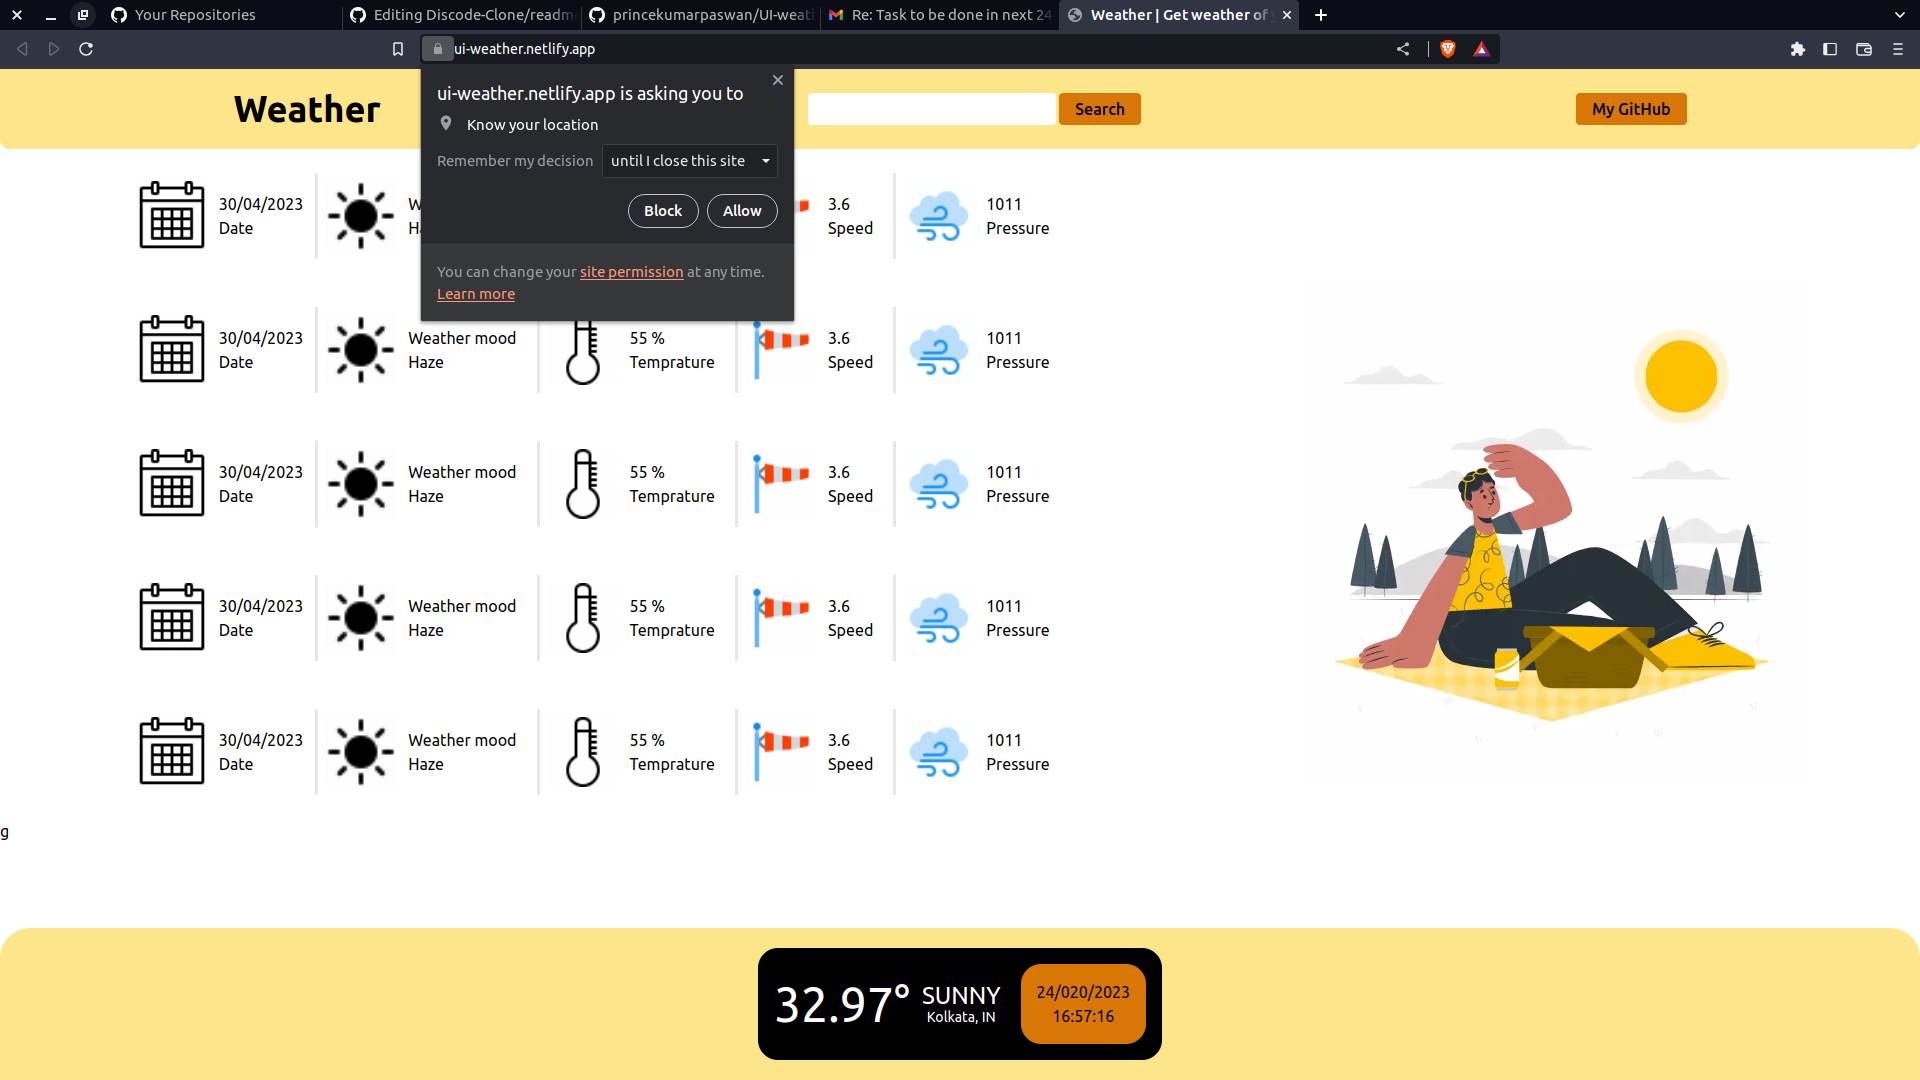 Your Repositories
Editing Discode-Clone/readm
princekumarpaswan/UI-weat
Re: Task to be done in next 24
Weather | Get weather of
ui-weather.netlify.app
ui-weather.netlify.app is asking you to
Know your location
Remember my decision until I close this site
Block Allow
You can change your site permission at any time.
Learn more
Weather
Search
My GitHub
30/04/2023
Date
3.6
Speed
1011
Pressure
30/04/2023
Date
Weather mood
Haze
55 %
Temprature
3.6
Speed
1011
Pressure
30/04/2023
Date
Weather mood
Haze
55 %
Temprature
3.6
Speed
1011
Pressure
30/04/2023
Date
Weather mood
Haze
55 %
Temprature
3.6
Speed
1011
Pressure
30/04/2023
Date
Weather mood
Haze
55 %
Temprature
3.6
Speed
1011
Pressure
g
32.97°
SUNNY
Kolkata, IN
24/020/2023
16:57:16